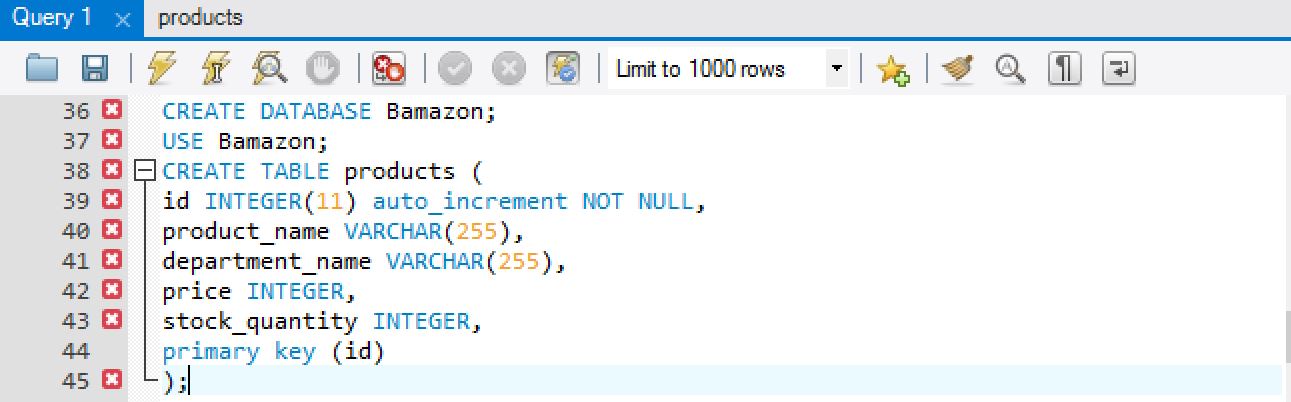 Query 1 products
Limit to 1000 rows
36 CREATE DATABASE Bamazon;
37 USE Bamazon;
38 CREATE TABLE products (
39 id INTEGER(11) auto_increment NOT NULL,
40 product_name VARCHAR(255),
41 department_name VARCHAR(255),
42 price INTEGER,
43 stock_quantity INTEGER,
44 primary key (id)
45 );